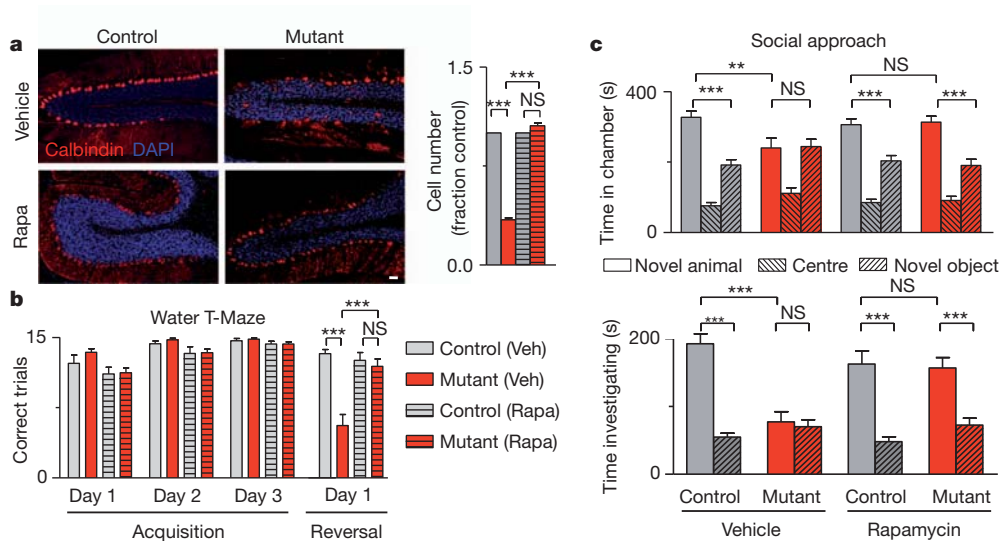 a
Control
Mutant
Vehicle
Calbindin DAPI
Rapa
Cell number
(fraction control)
1.5
0.0
***
***
NS
b
Water T-Maze
Correct trials
15
0
***
***
NS
Day 1
Day 2
Day 3
Day 1
Acquisition
Reversal
Control (Veh)
Mutant (Veh)
Control (Rapa)
Mutant (Rapa)
c
Social approach
Time in chamber (s)
400
0
**
NS
***
NS
***
***
Novel animal
Centre
Novel object
Time investigating (s)
200
0
***
NS
***
NS
***
***
Control
Mutant
Control
Mutant
Vehicle
Rapamycin